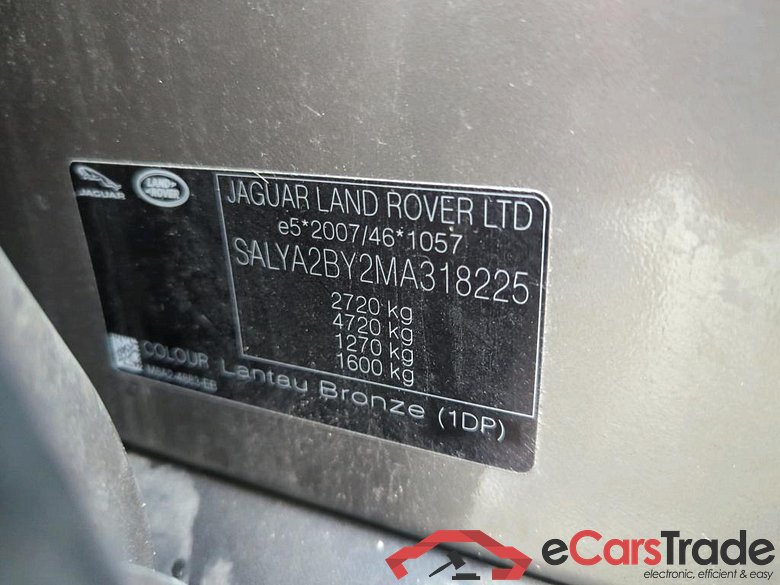 JAGUAR
LAND-
ROVER
JAGUAR LAND ROVER LTD
e5*2007/46*1057
SALYA2BY2MA318225
2720 kg
4720 kg
1270 kg
1600 kg
COLOUR
Lantau Bronze (1DP)
eCarsTrade
electronic, efficient & easy